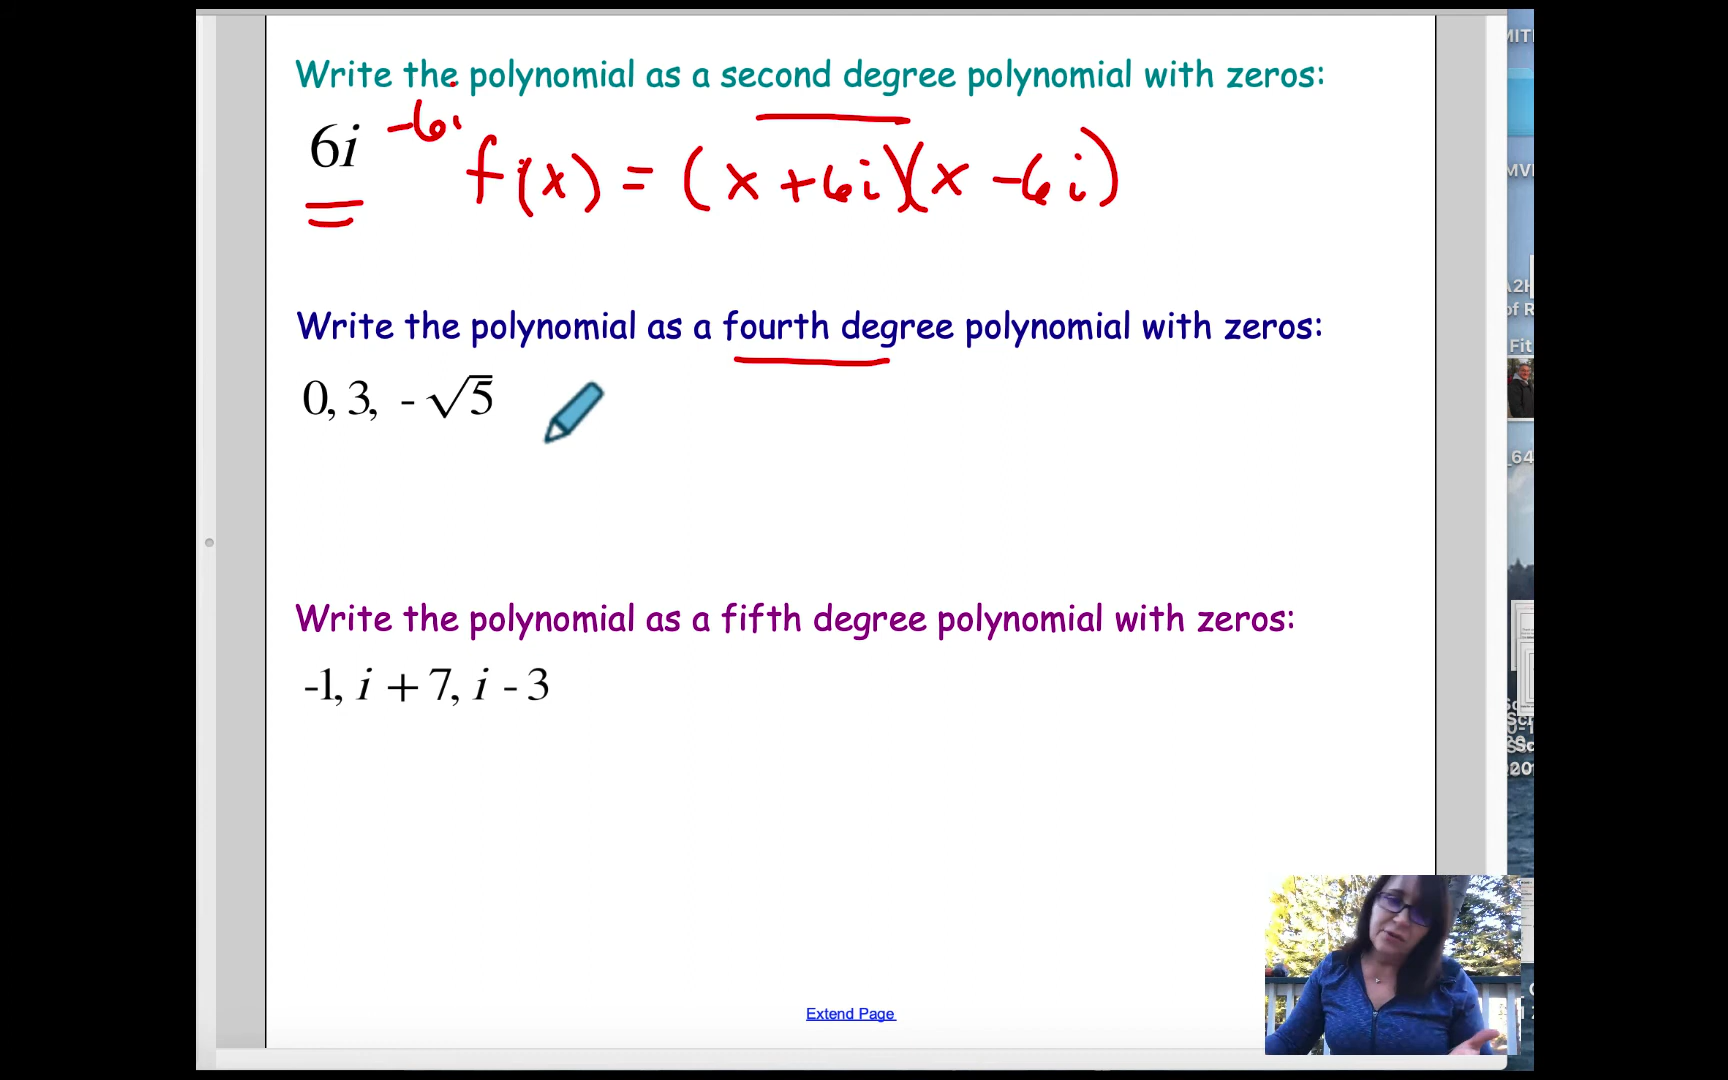 Write the polynomial as a second degree polynomial with zeros:
6i -6i
f(x) = (x +6i)(x -6i)
Write the polynomial as a fourth degree polynomial with zeros:
0, 3, -√5
Write the polynomial as a fifth degree polynomial with zeros:
-1, i + 7, i - 3
Extend Page
Fit